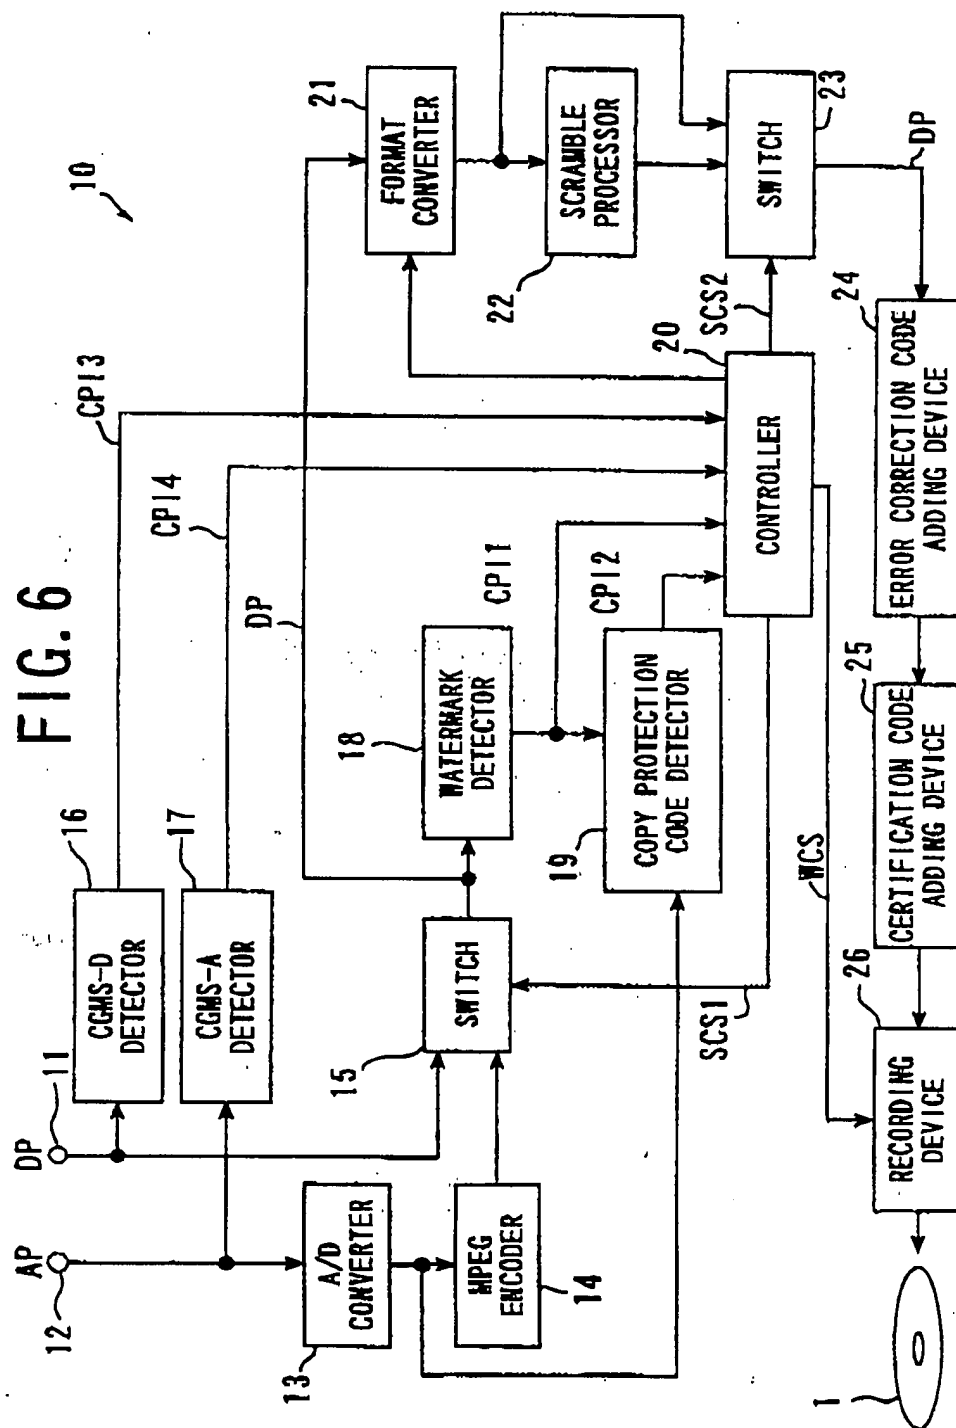 FIG. 6
10
DP
11
AP
12
CGMS-D
DETECTOR
16
CGMS-A
DETECTOR
17
CPI3
CPI4
A/D
CONVERTER
13
MPEG
ENCODER
14
SWITCH
15
DP
WATERMARK
DETECTOR
18
CPI1
COPY PROTECTION
CODE DETECTOR
19
CPI2
FORMAT
CONVERTER
21
SCRAMBLE
PROCESSOR
22
SWITCH
23
CONTROLLER
20
SCS2
SCS1
WCS
DP
ERROR CORRECTION CODE
ADDING DEVICE
24
CERTIFICATION CODE
ADDING DEVICE
25
RECORDING
DEVICE
26
1